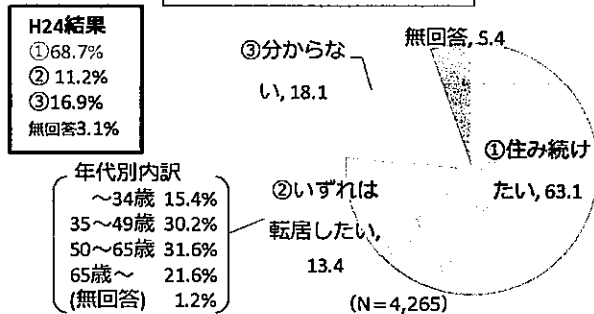 H24結果
①68.7%
② 11.2%
③16.9%
無回答3.1%
③分からな
い, 18.1
無回答, 5.4
①住み続け
たい, 63.1
②いずれは
転居したい,
13.4
年代別内訳
~34歳 15.4%
35~49歳 30.2%
50~65歳 31.6%
65歳~ 21.6%
(無回答) 1.2%
(N=4,265)